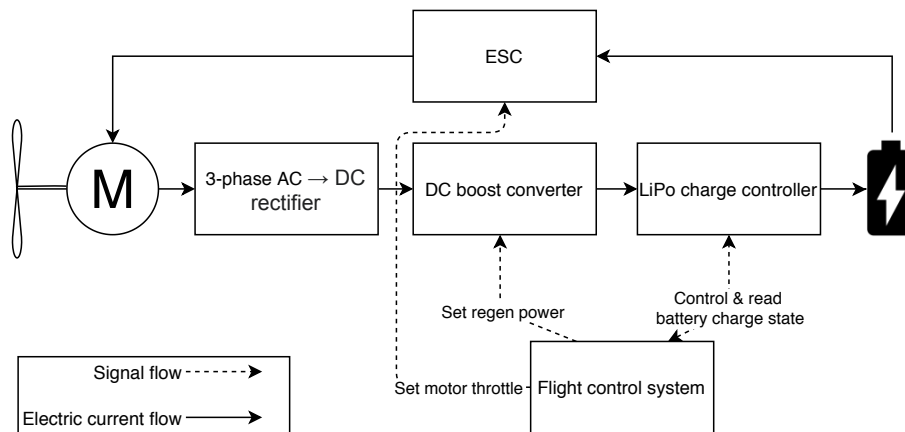 ESC
M
3-phase AC → DC
rectifier
DC boost converter
LiPo charge controller
Set regen power
Control & read
battery charge state
Signal flow
Set motor throttle
Flight control system
Electric current flow